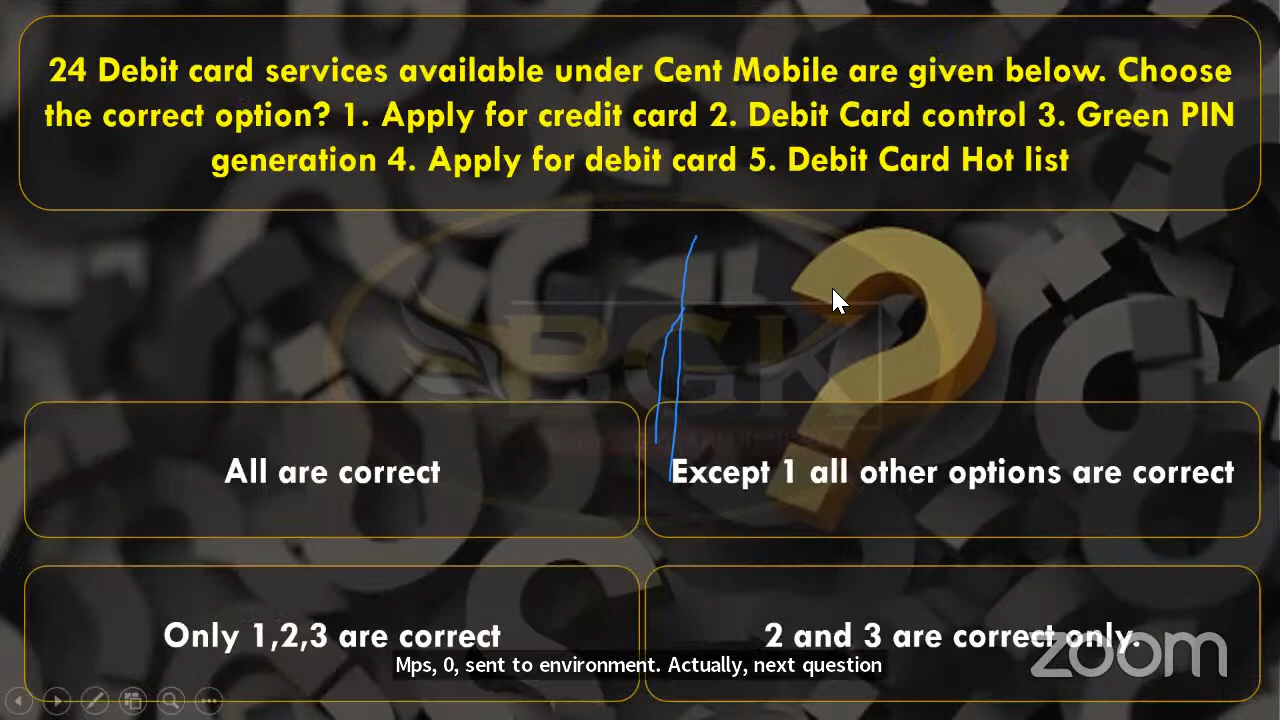 24 Debit card services available under Cent Mobile are given below. Choose
the correct option? 1. Apply for credit card 2. Debit Card control 3. Green PIN
generation 4. Apply for debit card 5. Debit Card Hot list
BGK
All are correct
Except 1 all other options are correct
Only 1,2,3 are correct
2 and 3 are correct only.
zoom
Mps, 0, sent to environment. Actually, next question